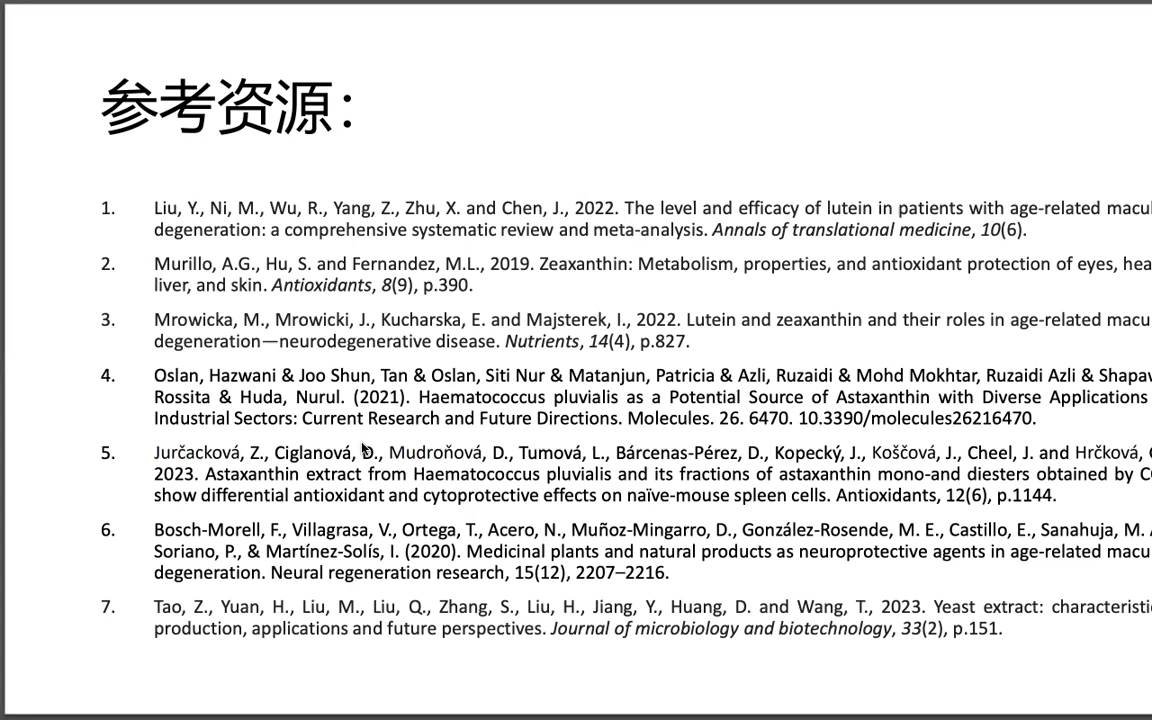 参考资源：
1. Liu, Y., Ni, M., Wu, R., Yang, Z., Zhu, X. and Chen, J., 2022. The level and efficacy of lutein in patients with age-related
degeneration: a comprehensive systematic review and meta-analysis. Annals of translational medicine, 10(6).
2. Murillo, A.G., Hu, S. and Fernandez, M.L., 2019. Zeaxanthin: Metabolism, properties, and antioxidant protection of eyes,
liver, and skin. Antioxidants, 8(9), p.390.
3. Mrowicka, M., Mrowicki, J., Kucharska, E. and Majsterek, I., 2022. Lutein and zeaxanthin and their roles in age-related
degeneration—neurodegenerative disease. Nutrients, 14(4), p.827.
4. Oslan, Hazwani & Joo Shun, Tan & Oslan, Siti Nur & Matanjun, Patricia & Azli, Ruzaidi & Mohd Mokhtar, Ruzaidi Azli &
Rossita & Huda, Nurul. (2021). Haematococcus pluvialis as a Potential Source of Astaxanthin with Diverse Applications
Industrial Sectors: Current Research and Future Directions. Molecules. 26. 6470. 10.3390/molecules26216470.
5. Jurčacková, Z., Ciglanová, D., Mudroňová, D., Tumová, L., Bárcenas-Pérez, D., Kopecký, J., Koščová, J., Cheel, J. and Hrčková,
2023. Astaxanthin extract from Haematococcus pluvialis and its fractions of astaxanthin mono-and diesters obtained by
show differential antioxidant and cytoprotective effects on naïve-mouse spleen cells. Antioxidants, 12(6), p.1144.
6. Bosch-Morell, F., Villagrasa, V., Ortega, T., Acero, N., Muñoz-Mingarro, D., González-Rosende, M. E., Castillo, E., Sanahuja, M.
Soriano, P., & Martínez-Solís, I. (2020). Medicinal plants and natural products as neuroprotective agents in age-related
degeneration. Neural regeneration research, 15(12), 2207–2216.
7. Tao, Z., Yuan, H., Liu, M., Liu, Q., Zhang, S., Liu, H., Jiang, Y., Huang, D. and Wang, T., 2023. Yeast extract:
production, applications and future perspectives. Journal of microbiology and biotechnology, 33(2), p.151.